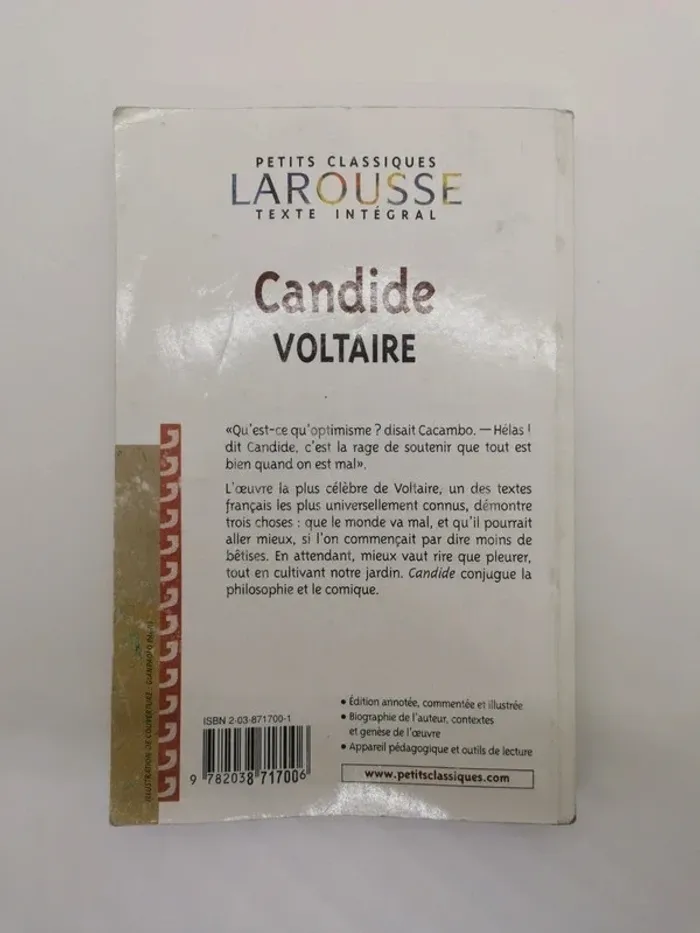 PETITS CLASSIQUES
LAROUSSE
TEXTE INTÉGRAL
Candide
VOLTAIRE
«Qu'est-ce qu'optimisme ? disait Cacambo. — Hélas !
dit Candide, c'est la rage de soutenir que tout est
bien quand on est mal».
L'œuvre la plus célèbre de Voltaire, un des textes
français les plus universellement connus, démontre
trois choses : que le monde va mal, et qu'il pourrait
aller mieux, si l'on commençait par dire moins de
bêtises. En attendant, mieux vaut rire que pleurer,
tout en cultivant notre jardin. Candide conjugue la
philosophie et le comique.
ILLUSTRATION DE COUVERTURE : GIANPAOLO
• Édition annotée, commentée et illustrée
• Biographie de l'auteur, contextes
et genèse de l'œuvre
• Appareil pédagogique et outils de lecture
www.petitsclassiques.com
ISBN 2-03-871700-1
9 782038 717006